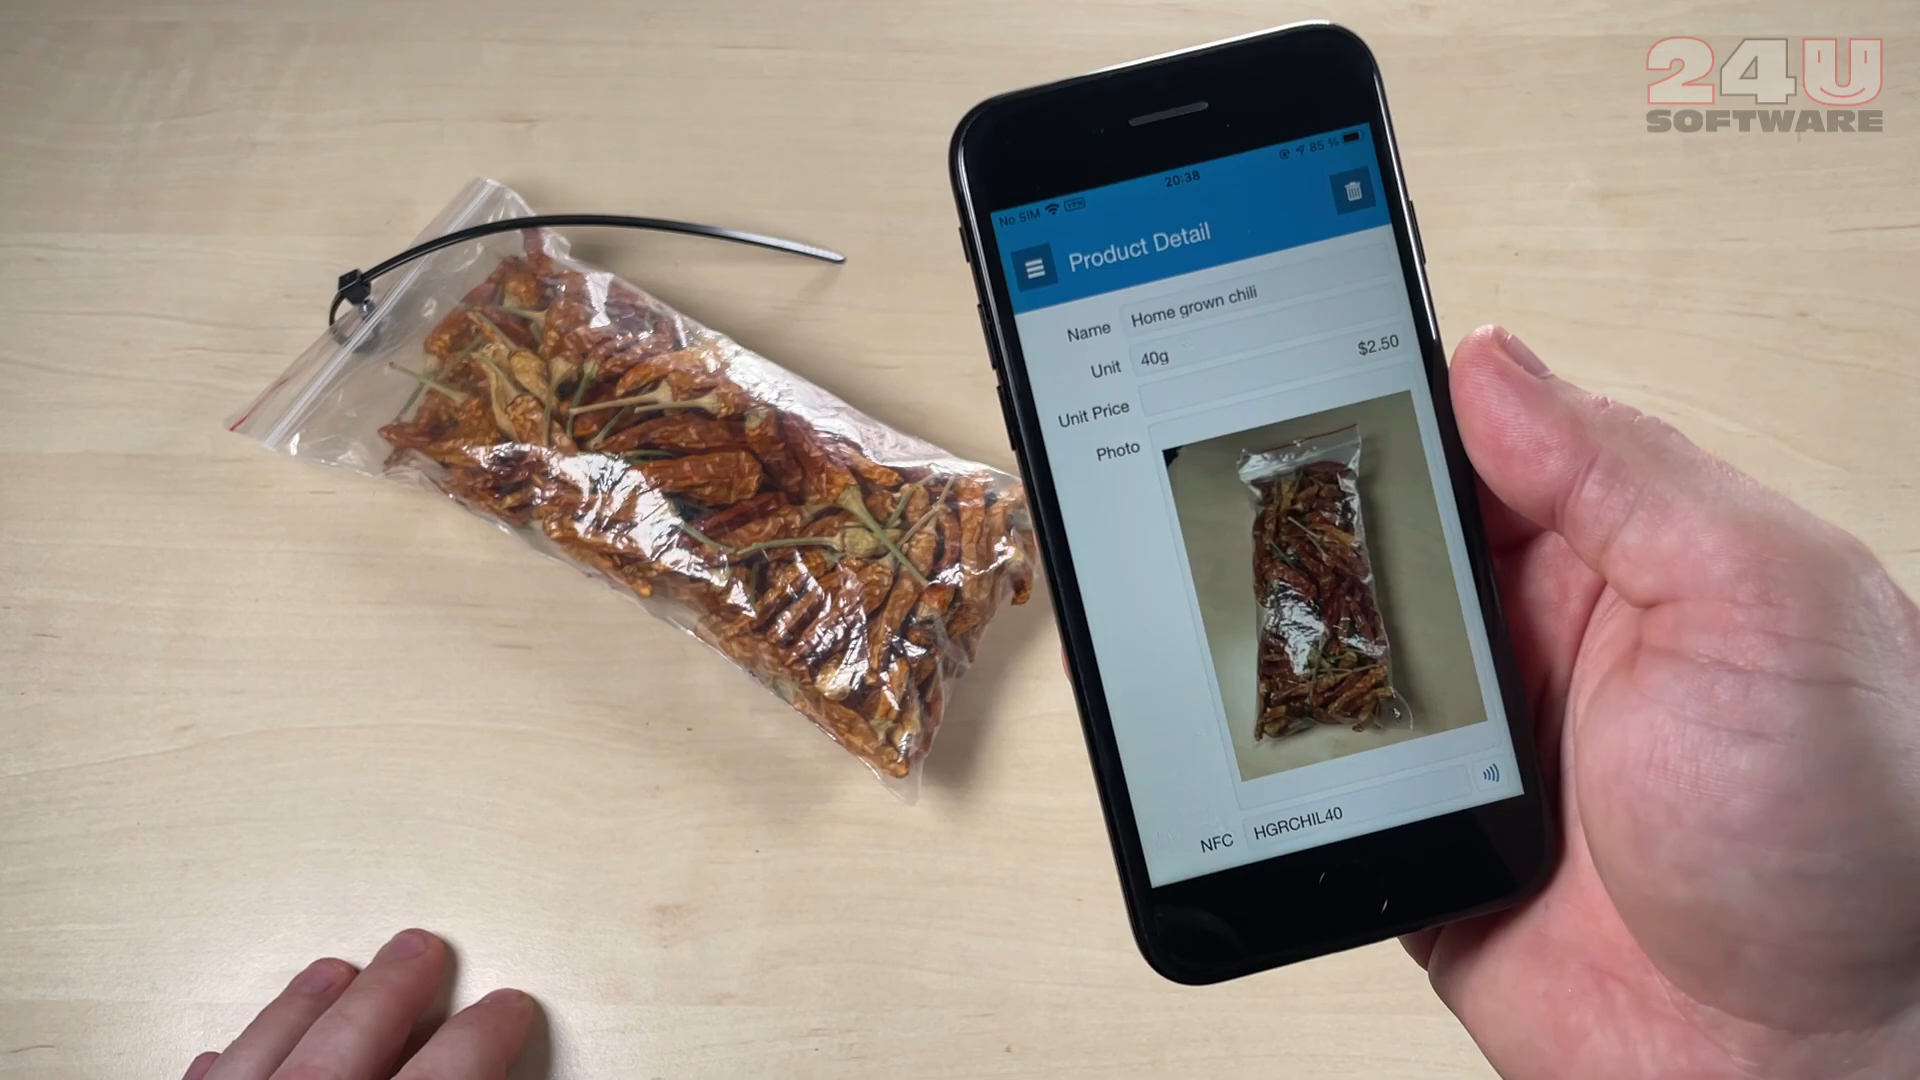 24U
SOFTWARE
No SIM VPN 20:38 85 %
Product Detail
Name Home grown chili
Unit 40g
Unit Price $2.50
Photo
NFC HGRCHIL40